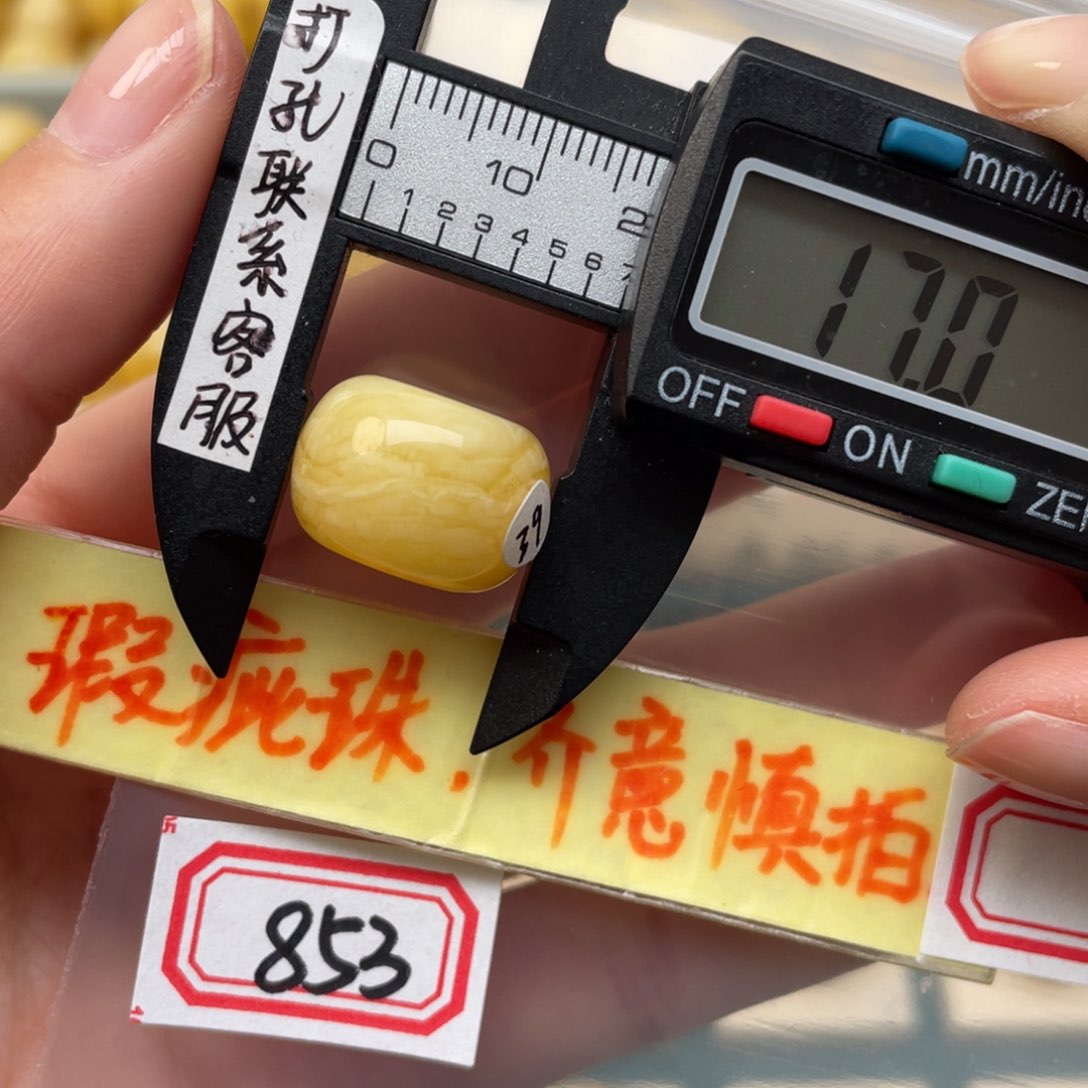 打孔联系客服
0 10 2
1 2 3 4 5 6 7
mm/in
17.0
OFF
ON
ZE
39
瑕疵珠，介意慎拍
853